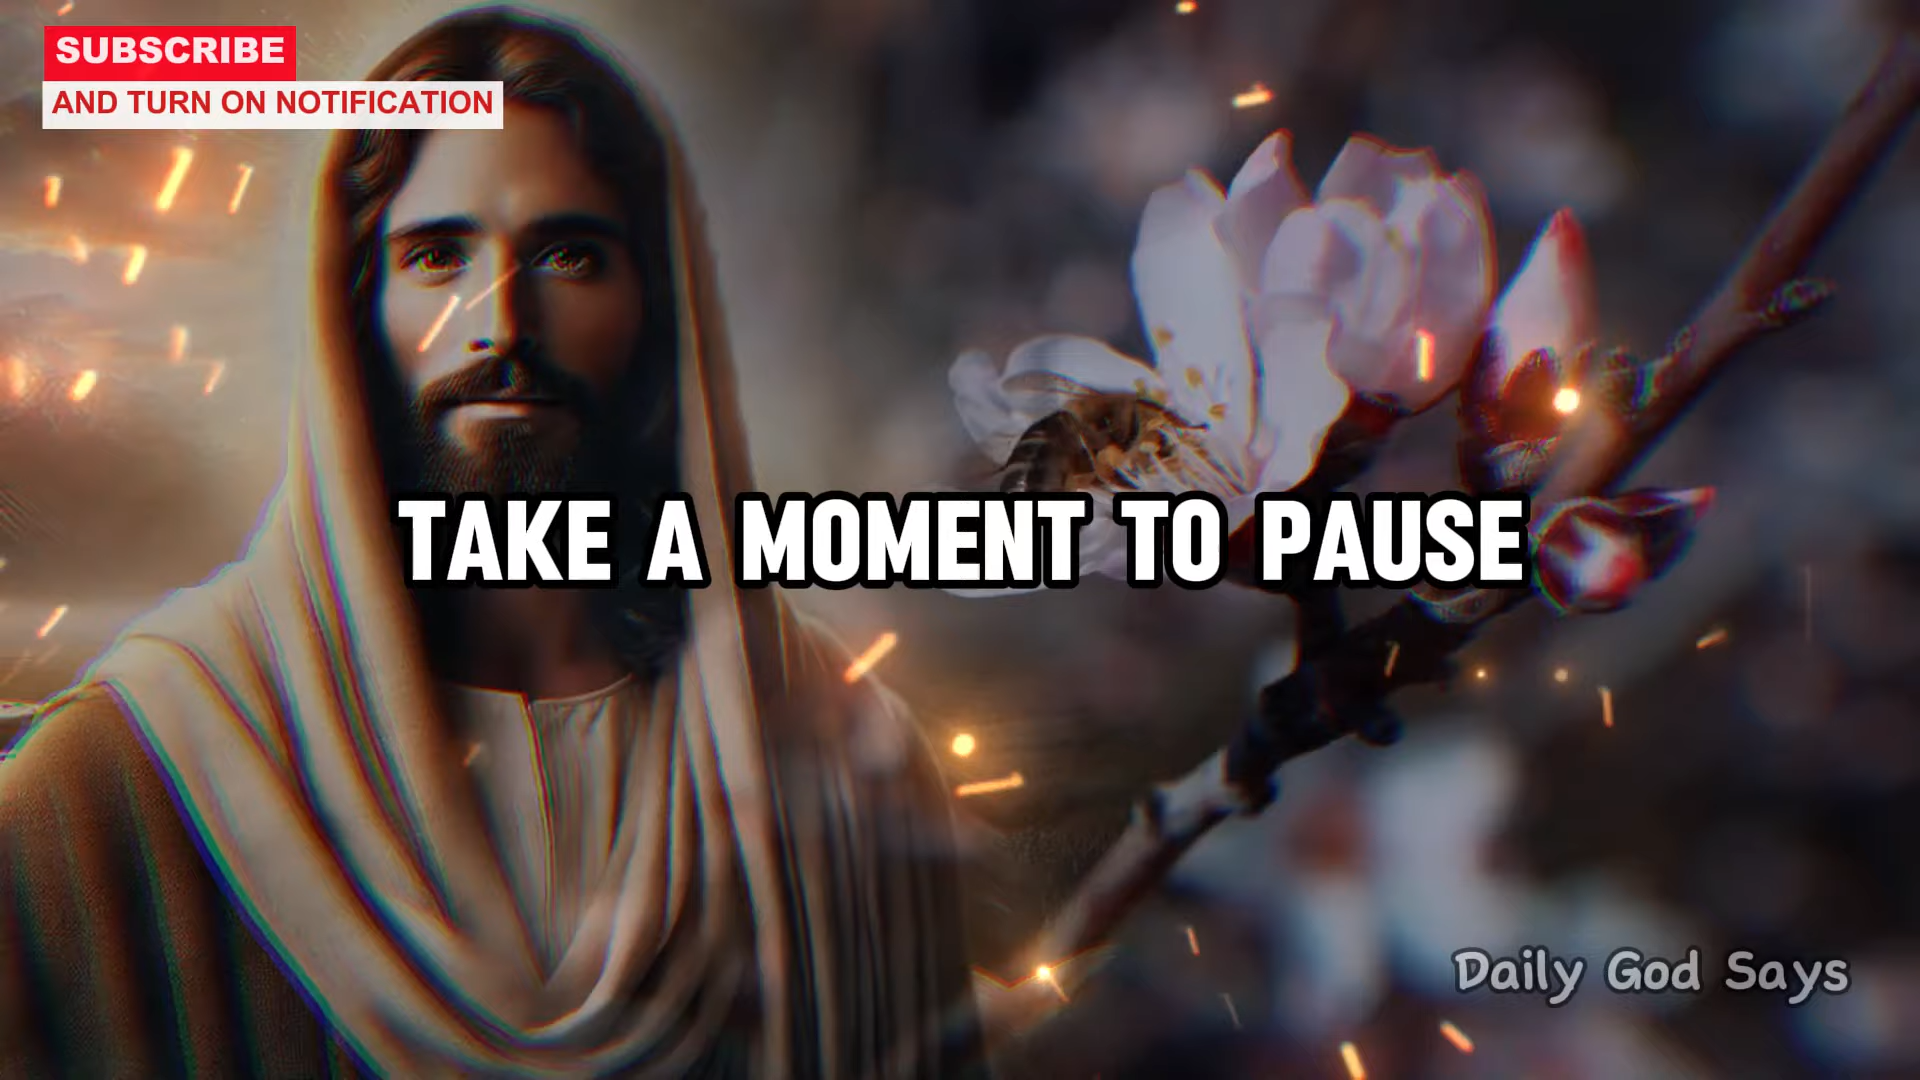 SUBSCRIBE
AND TURN ON NOTIFICATION
TAKE A MOMENT TO PAUSE
Daily God Says